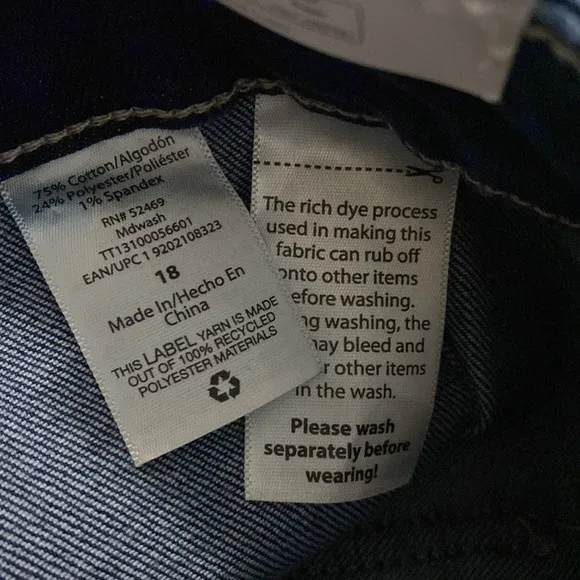 75% Cotton/Algodón
24% Polyester/Poliéster
1% Spandex
RN# 52469
Mdwash
TT13100056601
EAN/UPC 1 9202108323
18
Made In/Hecho En
China
THIS LABEL YARN IS MADE
OUT OF 100% RECYCLED
POLYESTER MATERIALS
The rich dye process
used in making this
fabric can rub off
onto other items
before washing.
washing, the
may bleed and
other items
in the wash.
Please wash
separately before
wearing!